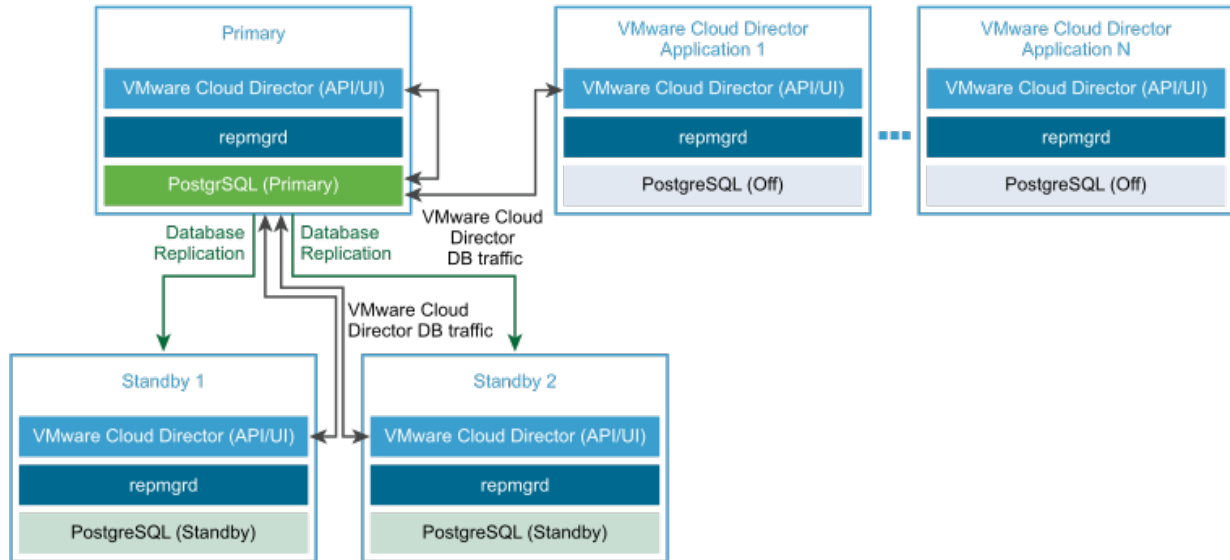 Primary
VMware Cloud Director (API/UI)
repmgrd
PostgrSQL (Primary)
VMware Cloud Director
Application 1
VMware Cloud Director (API/UI)
repmgrd
PostgreSQL (Off)
VMware Cloud Director
Application N
VMware Cloud Director (API/UI)
repmgrd
PostgreSQL (Off)
Database
Replication
Database
Replication
VMware Cloud
Director
DB traffic
VMware Cloud
Director DB traffic
Standby 1
VMware Cloud Director (API/UI)
repmgrd
PostgreSQL (Standby)
Standby 2
VMware Cloud Director (API/UI)
repmgrd
PostgreSQL (Standby)